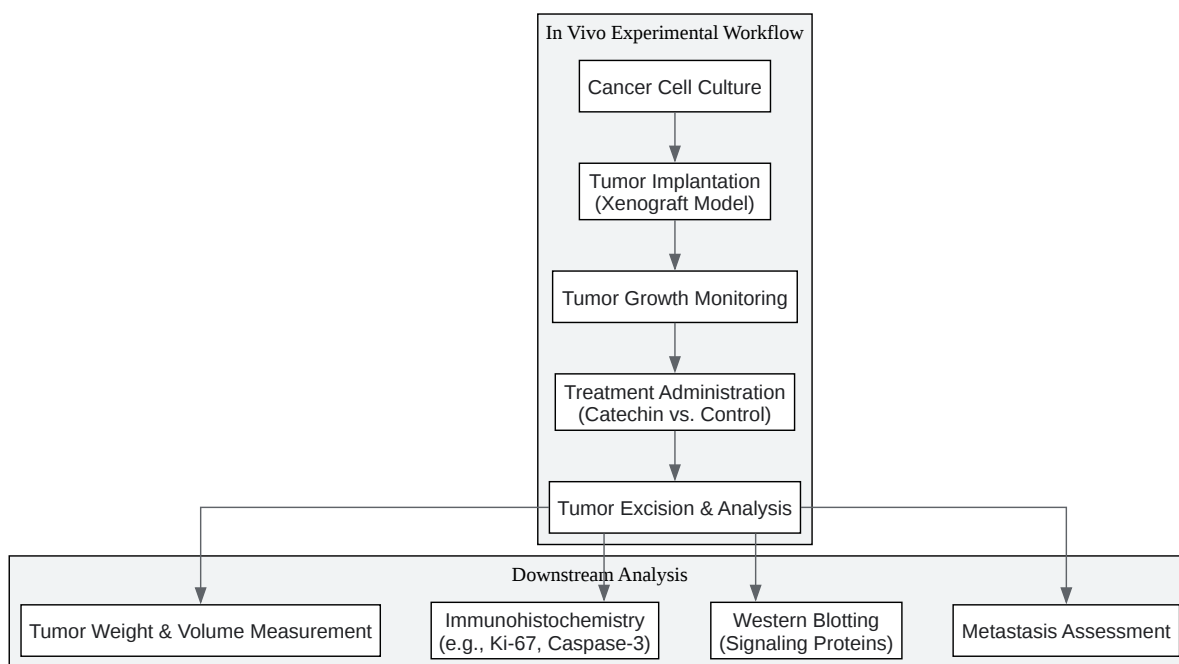 In Vivo Experimental Workflow
Cancer Cell Culture
Tumor Implantation
(Xenograft Model)
Tumor Growth Monitoring
Treatment Administration
(Catechin vs. Control)
Tumor Excision & Analysis
Downstream Analysis
Tumor Weight & Volume Measurement
Immunohistochemistry
(e.g., Ki-67, Caspase-3)
Western Blotting
(Signaling Proteins)
Metastasis Assessment